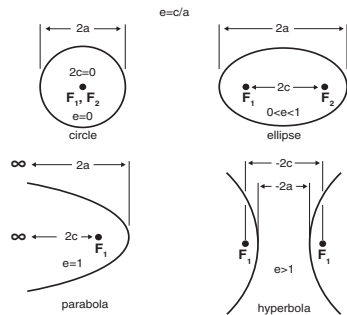 e=c/a
2a
2c=0
F1, F2
e=0
circle
2a
2c
F1 F2
0<e<1
ellipse
∞ 2a
∞ 2c F1
e=1
parabola
-2c
-2a
F1 F1
e>1
hyperbola